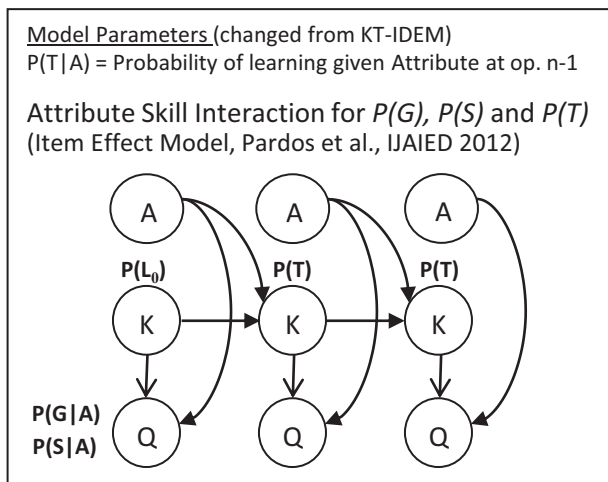 Model Parameters (changed from KT-IDEM)
P(T|A) = Probability of learning given Attribute at op. n-1
Attribute Skill Interaction for P(G), P(S) and P(T)
(Item Effect Model, Pardos et al., IJAIED 2012)
A A A
P(L₀) P(T) P(T)
K K K
P(G|A)
P(S|A)
Q Q Q